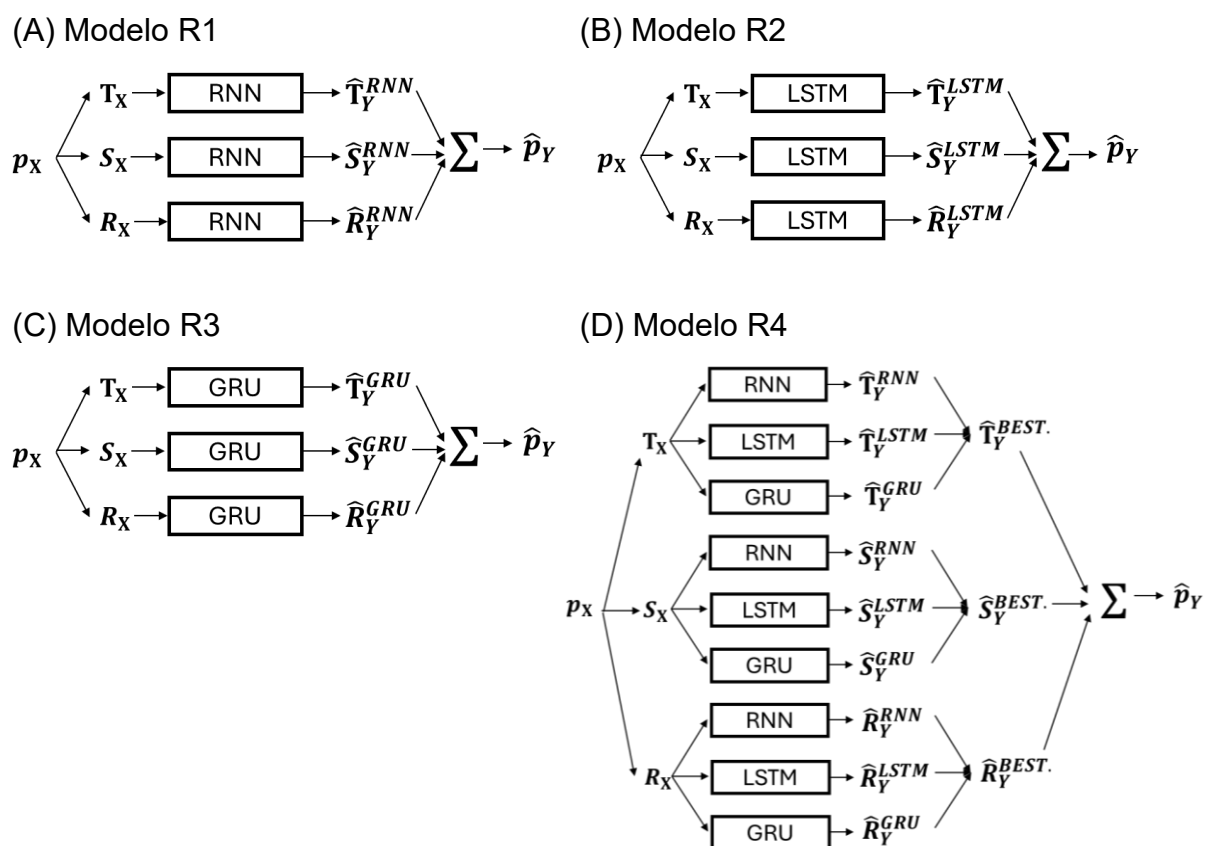 (A) Modelo R1
T_X RNN T̂_Y^RNN
p_X S_X RNN Ŝ_Y^RNN ∑ p̂_Y
R_X RNN R̂_Y^RNN
(B) Modelo R2
T_X LSTM T̂_Y^LSTM
p_X S_X LSTM Ŝ_Y^LSTM ∑ p̂_Y
R_X LSTM R̂_Y^LSTM
(C) Modelo R3
T_X GRU T̂_Y^GRU
p_X S_X GRU Ŝ_Y^GRU ∑ p̂_Y
R_X GRU R̂_Y^GRU
(D) Modelo R4
RNN T̂_Y^RNN
T_X LSTM T̂_Y^LSTM T̂_Y^BEST.
GRU T̂_Y^GRU
RNN Ŝ_Y^RNN
p_X S_X LSTM Ŝ_Y^LSTM Ŝ_Y^BEST. ∑ p̂_Y
GRU Ŝ_Y^GRU
RNN R̂_Y^RNN
R_X LSTM R̂_Y^LSTM R̂_Y^BEST.
GRU R̂_Y^GRU